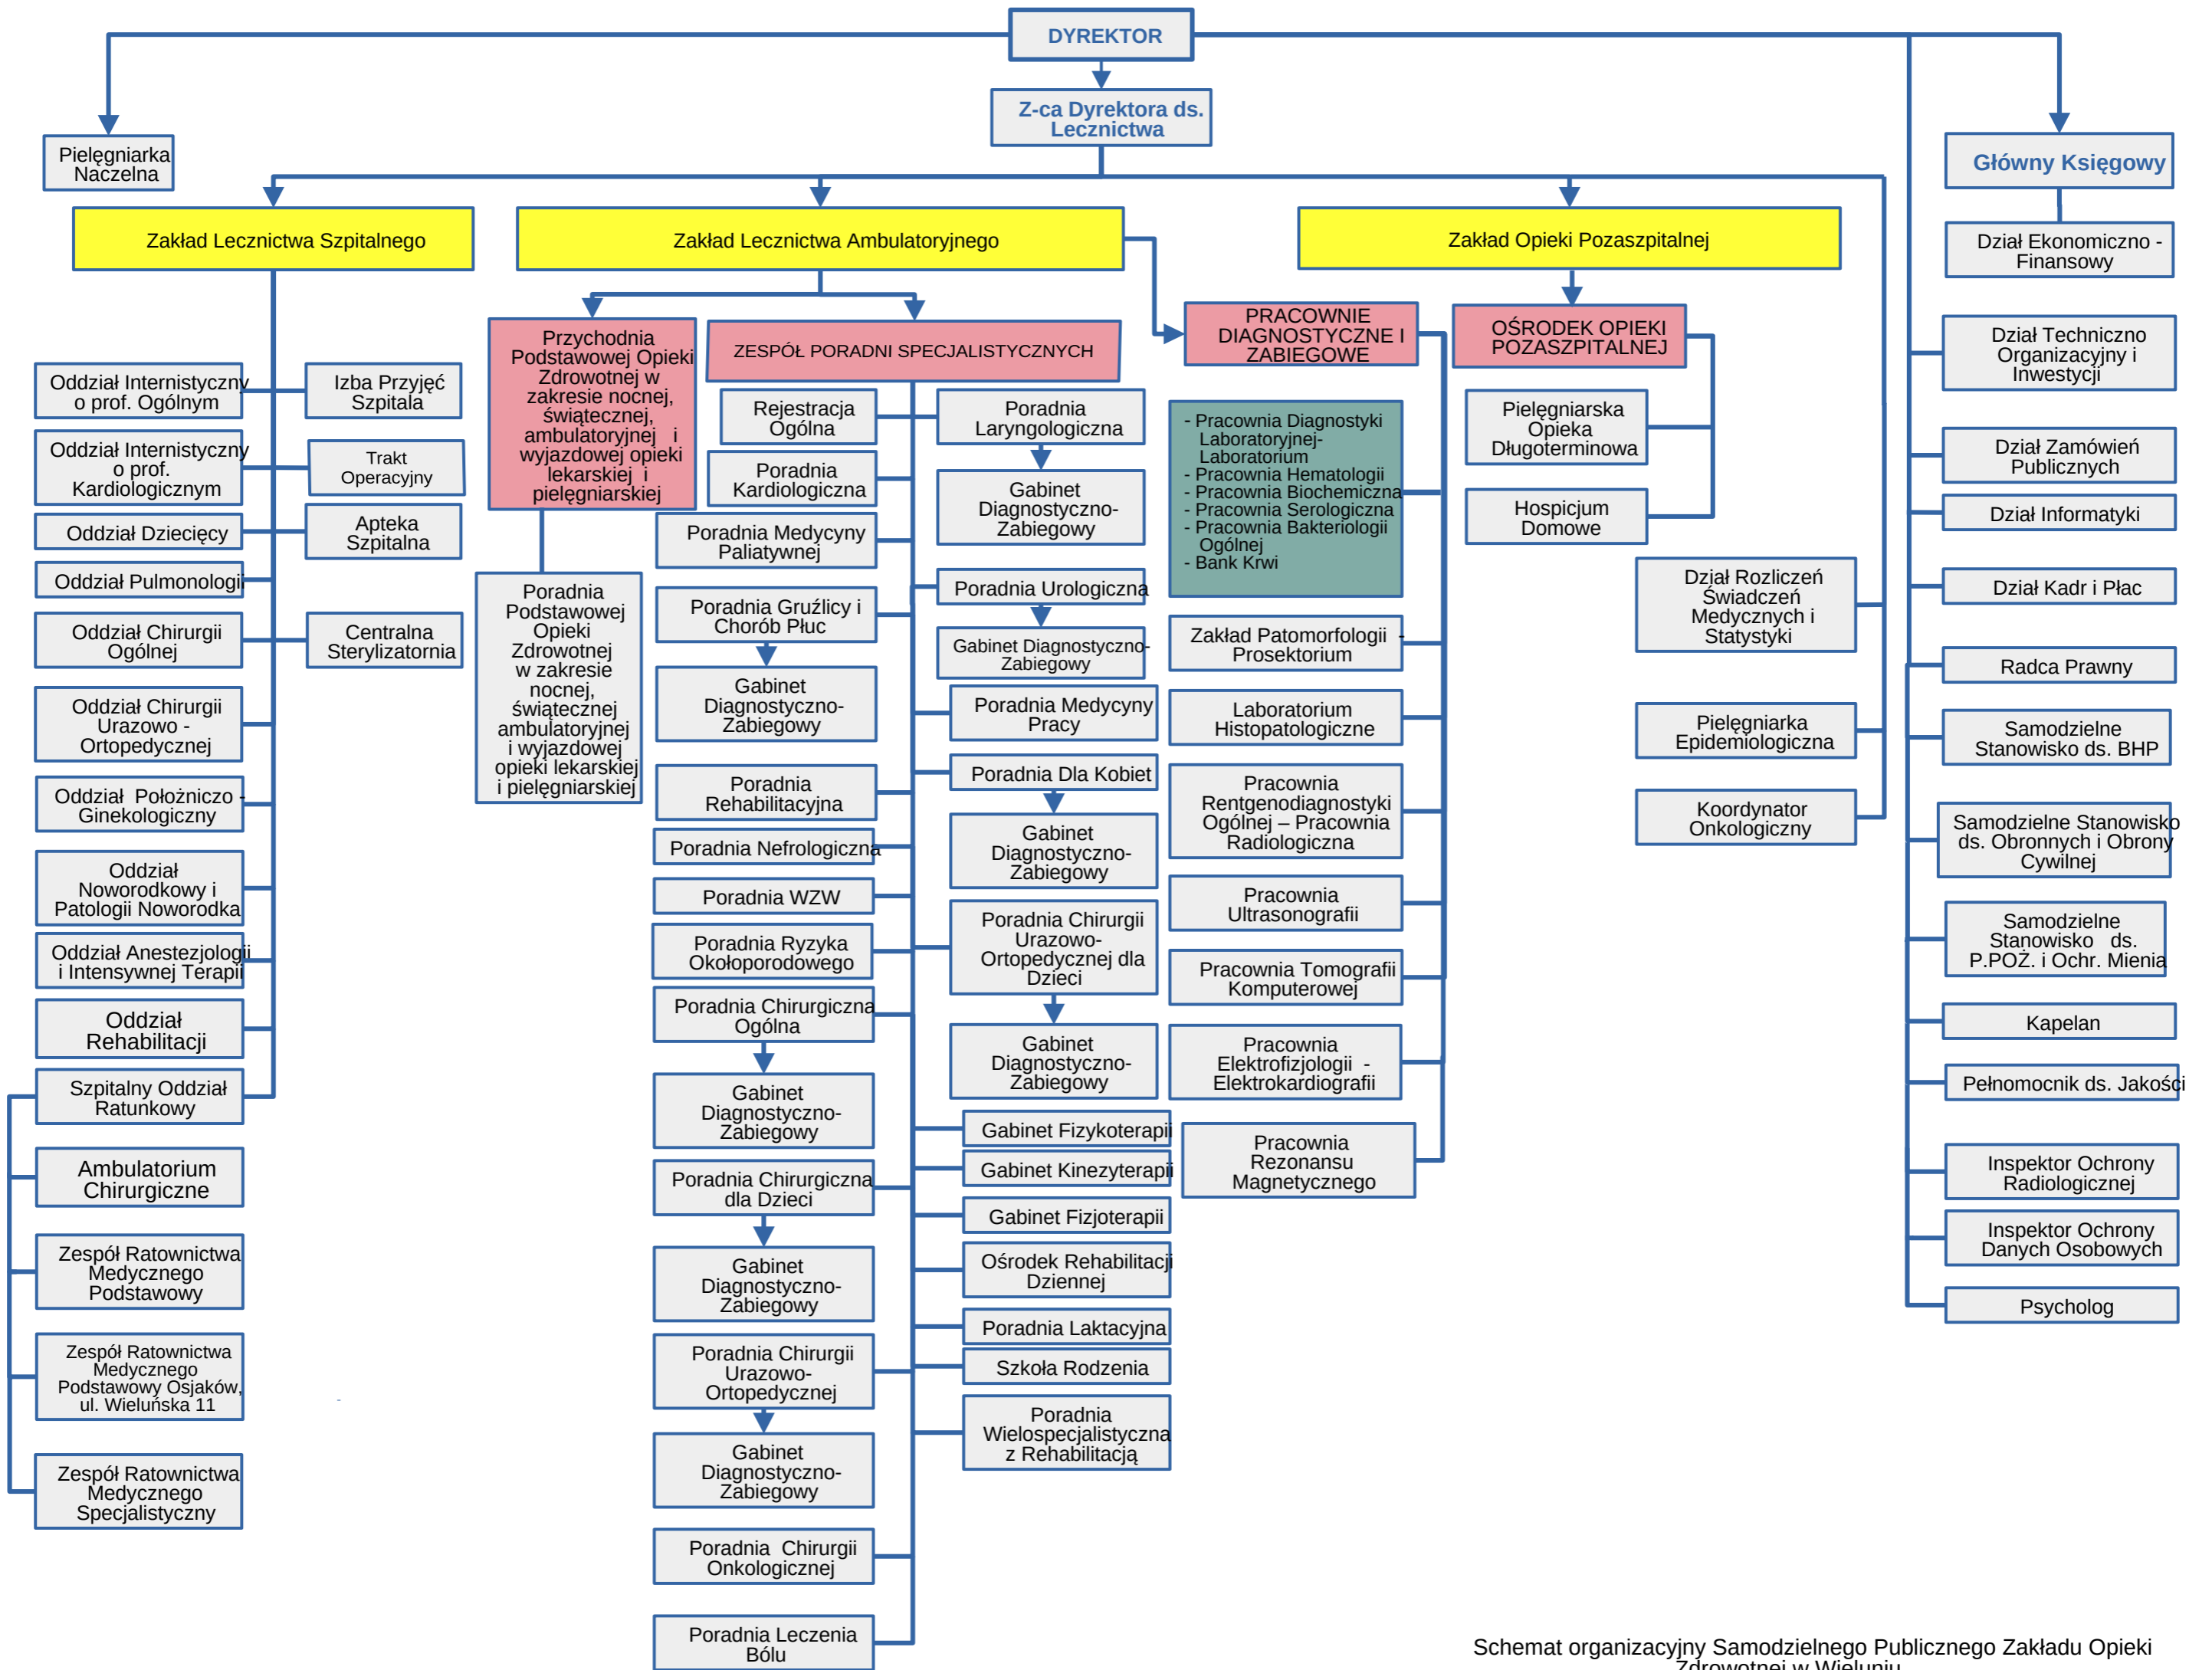 DYREKTOR
Z-ca Dyrektora ds.
Lecznictwa
Pielęgniarka
Naczelna
Główny Księgowy
Zakład Lecznictwa Szpitalnego
Zakład Lecznictwa Ambulatoryjnego
Zakład Opieki Pozaszpitalnej
Dział Ekonomiczno -
Finansowy
Oddział Internistyczny
o prof. Ogólnym
Oddział Internistyczny
o prof.
Kardiologicznym
Oddział Dziecięcy
Oddział Pulmonologii
Oddział Chirurgii
Ogólnej
Oddział Chirurgii
Urazowo -
Ortopedycznej
Oddział Położniczo -
Ginekologiczny
Oddział
Noworodkowy i
Patologii Noworodka
Oddział Anestezjologii
i Intensywnej Terapii
Oddział
Rehabilitacji
Szpitalny Oddział
Ratunkowy
Ambulatorium
Chirurgiczne
Zespół Ratownictwa
Medycznego
Podstawowy
Zespół Ratownictwa
Medycznego
Podstawowy Osjaków,
ul. Wieluńska 11
Zespół Ratownictwa
Medycznego
Specjalistyczny
Izba Przyjęć
Szpitala
Trakt
Operacyjny
Apteka
Szpitalna
Centralna
Sterylizatornia
-
Przychodnia
Podstawowej Opieki
Zdrowotnej w
zakresie nocnej,
świątecznej,
ambulatoryjnej i
wyjazdowej opieki
lekarskiej i
pielęgniarskiej
Poradnia
Podstawowej
Opieki
Zdrowotnej
w zakresie
nocnej,
świątecznej
ambulatoryjnej
i wyjazdowej
opieki lekarskiej
i pielęgniarskiej
ZESPÓŁ PORADNI SPECJALISTYCZNYCH
Rejestracja
Ogólna
Poradnia
Kardiologiczna
Poradnia Medycyny
Paliatywnej
Poradnia Gruźlicy i
Chorób Płuc
Gabinet
Diagnostyczno-
Zabiegowy
Poradnia
Rehabilitacyjna
Poradnia Nefrologiczna
Poradnia WZW
Poradnia Ryzyka
Okołoporodowego
Poradnia Chirurgiczna
Ogólna
Gabinet
Diagnostyczno-
Zabiegowy
Poradnia Chirurgiczna
dla Dzieci
Gabinet
Diagnostyczno-
Zabiegowy
Poradnia Chirurgii
Urazowo-
Ortopedycznej
Gabinet
Diagnostyczno-
Zabiegowy
Poradnia Chirurgii
Onkologicznej
Poradnia Leczenia
Bólu
Poradnia
Laryngologiczna
Gabinet
Diagnostyczno-
Zabiegowy
Poradnia Urologiczna
Gabinet Diagnostyczno-
Zabiegowy
Poradnia Medycyny
Pracy
Poradnia Dla Kobiet
Gabinet
Diagnostyczno-
Zabiegowy
Poradnia Chirurgii
Urazowo-
Ortopedycznej dla
Dzieci
Gabinet
Diagnostyczno-
Zabiegowy
Gabinet Fizykoterapii
Gabinet Kinezyterapii
Gabinet Fizjoterapii
Ośrodek Rehabilitacji
Dziennej
Poradnia Laktacyjna
Szkoła Rodzenia
Poradnia
Wielospecjalistyczna
z Rehabilitacją
PRACOWNIE
DIAGNOSTYCZNE I
ZABIEGOWE
- Pracownia Diagnostyki
Laboratoryjnej-
Laboratorium
- Pracownia Hematologii
- Pracownia Biochemiczna
- Pracownia Serologiczna
- Pracownia Bakteriologii
Ogólnej
- Bank Krwi
Zakład Patomorfologii -
Prosektorium
Laboratorium
Histopatologiczne
Pracownia
Rentgenodiagnostyki
Ogólnej – Pracownia
Radiologiczna
Pracownia
Ultrasonografii
Pracownia Tomografii
Komputerowej
Pracownia
Elektrofizjologii -
Elektrokardiografii
Pracownia
Rezonansu
Magnetycznego
OŚRODEK OPIEKI
POZASZPITALNEJ
Pielęgniarska
Opieka
Długoterminowa
Hospicjum
Domowe
Dział Rozliczeń
Świadczeń
Medycznych i
Statystyki
Pielęgniarka
Epidemiologiczna
Koordynator
Onkologiczny
Dział Techniczno
Organizacyjny i
Inwestycji
Dział Zamówień
Publicznych
Dział Informatyki
Dział Kadr i Płac
Radca Prawny
Samodzielne
Stanowisko ds. BHP
Samodzielne Stanowisko
ds. Obronnych i Obrony
Cywilnej
Samodzielne
Stanowisko ds.
P.POŻ. i Ochr. Mienia
Kapelan
Pełnomocnik ds. Jakości
Inspektor Ochrony
Radiologicznej
Inspektor Ochrony
Danych Osobowych
Psycholog
Schemat organizacyjny Samodzielnego Publicznego Zakładu Opieki
Zdrowotnej w Wieluniu